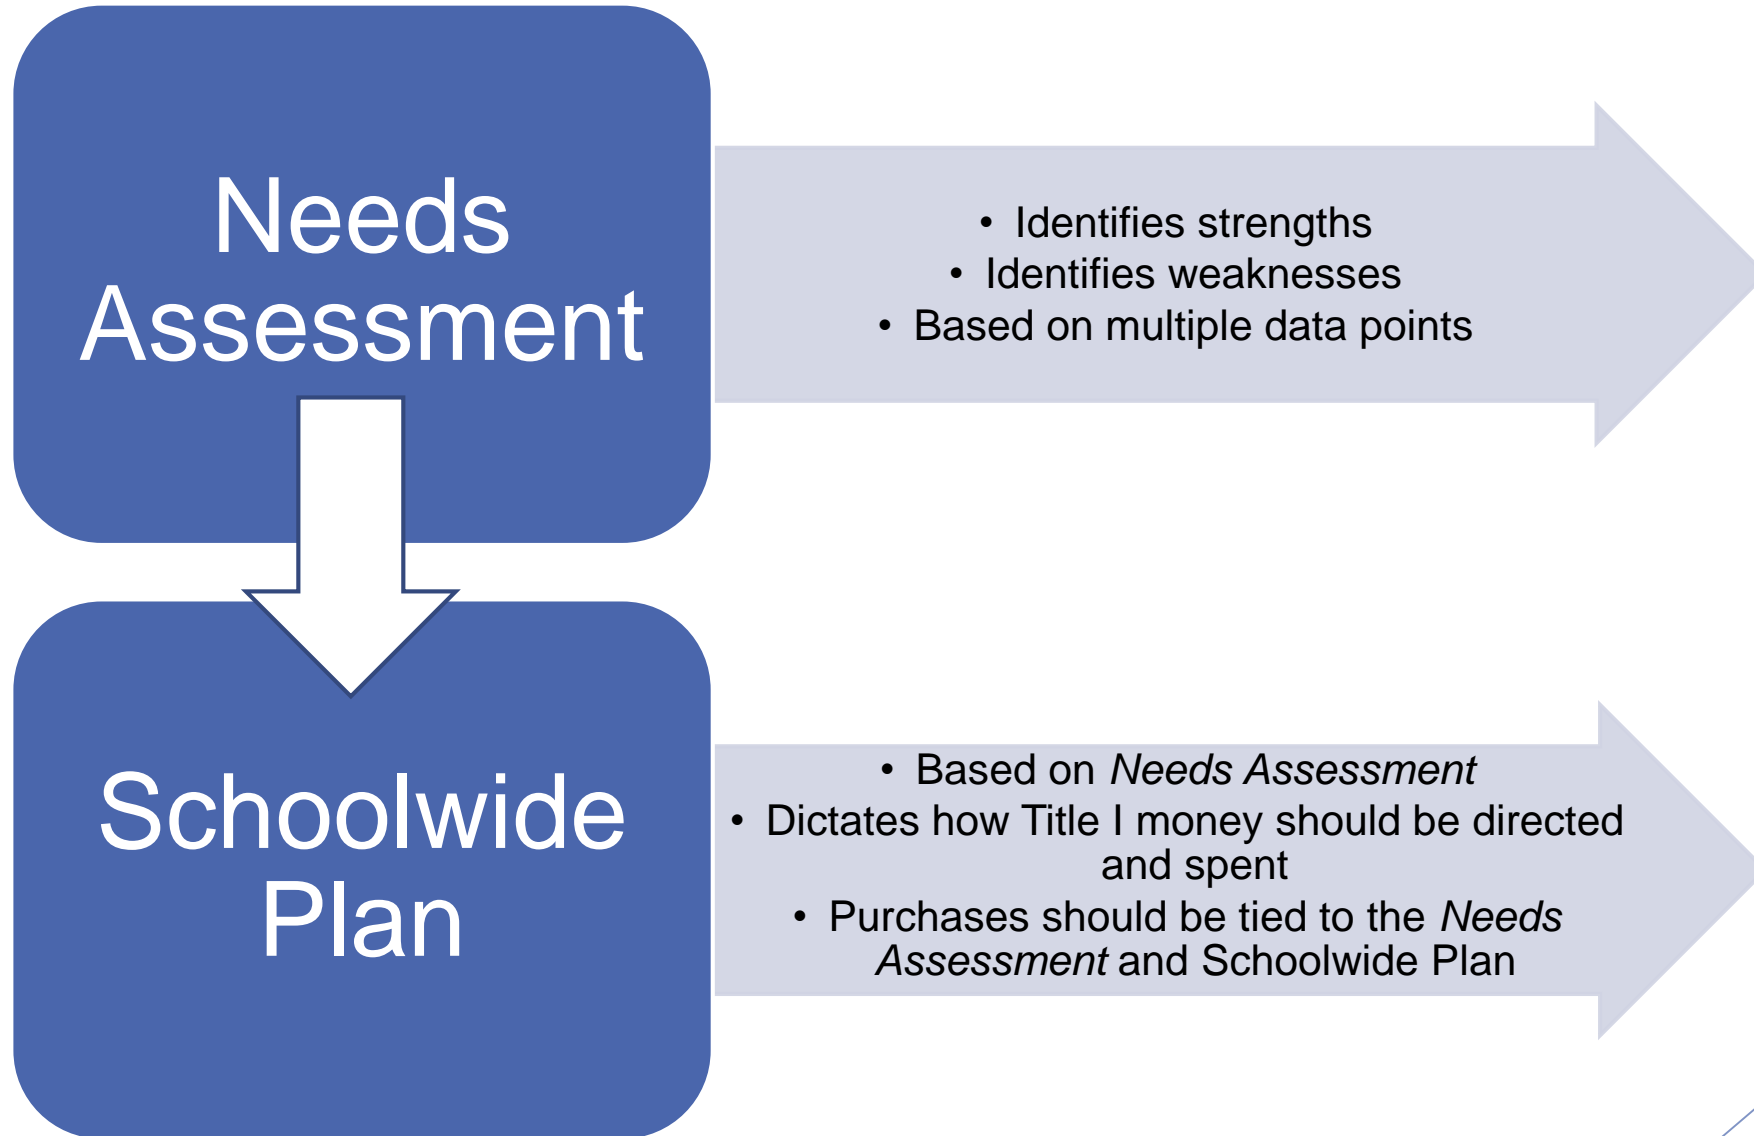 Needs
Assessment
• Identifies strengths
• Identifies weaknesses
• Based on multiple data points
Schoolwide
Plan
• Based on Needs Assessment
• Dictates how Title I money should be directed
and spent
• Purchases should be tied to the Needs
Assessment and Schoolwide Plan